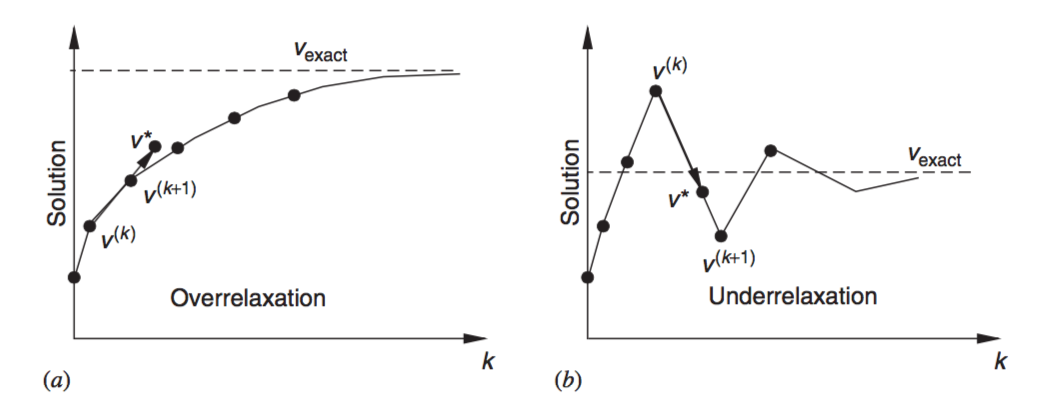 v_exact
v*
v^(k+1)
v^(k)
Solution
Overrelaxation
k
(a)
v^(k)
v_exact
v*
v^(k+1)
Solution
Underrelaxation
k
(b)